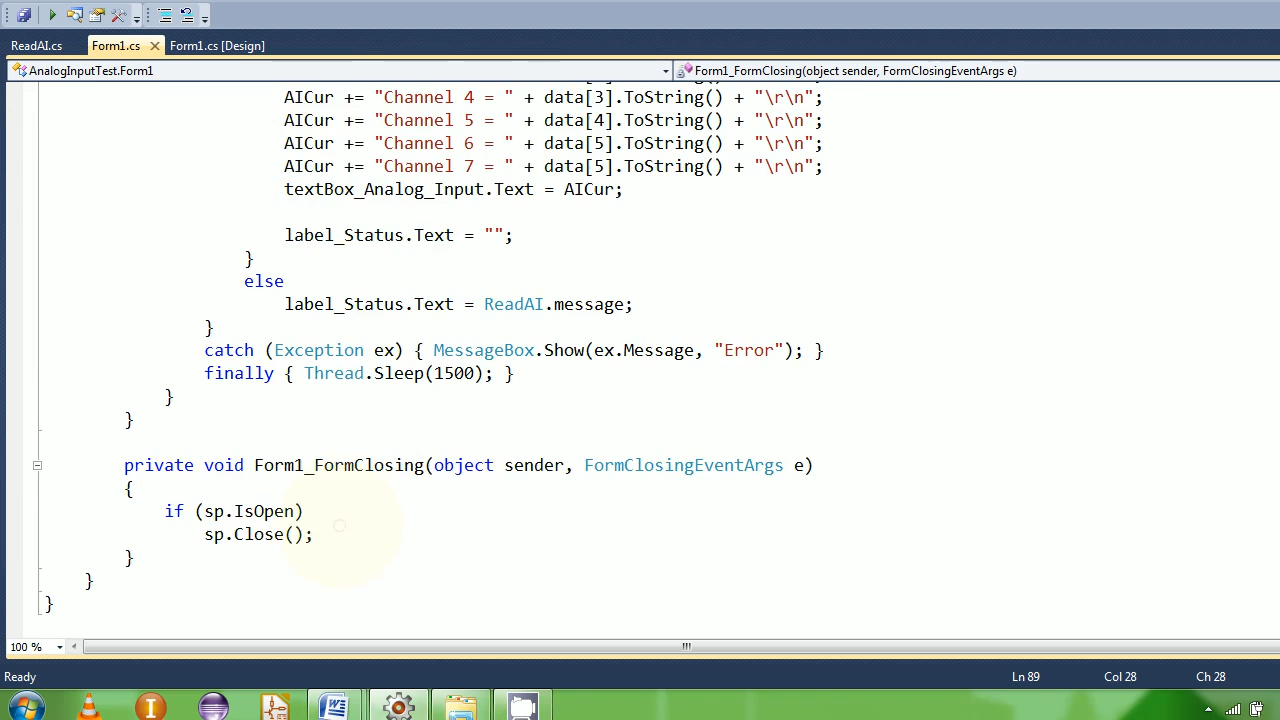 ReadAI.cs Form1.cs Form1.cs [Design]
AnalogInputTest.Form1 Form1_FormClosing(object sender, FormClosingEventArgs e)
AICur += "Channel 4 = " + data[3].ToString() + "\r\n";
AICur += "Channel 5 = " + data[4].ToString() + "\r\n";
AICur += "Channel 6 = " + data[5].ToString() + "\r\n";
AICur += "Channel 7 = " + data[5].ToString() + "\r\n";
textBox_Analog_Input.Text = AICur;
label_Status.Text = "";
}
else
label_Status.Text = ReadAI.message;
}
catch (Exception ex) { MessageBox.Show(ex.Message, "Error"); }
finally { Thread.Sleep(1500); }
}
}
private void Form1_FormClosing(object sender, FormClosingEventArgs e)
{
if (sp.IsOpen)
sp.Close();
}
}
}
100 %
Ready Ln 89 Col 28 Ch 28